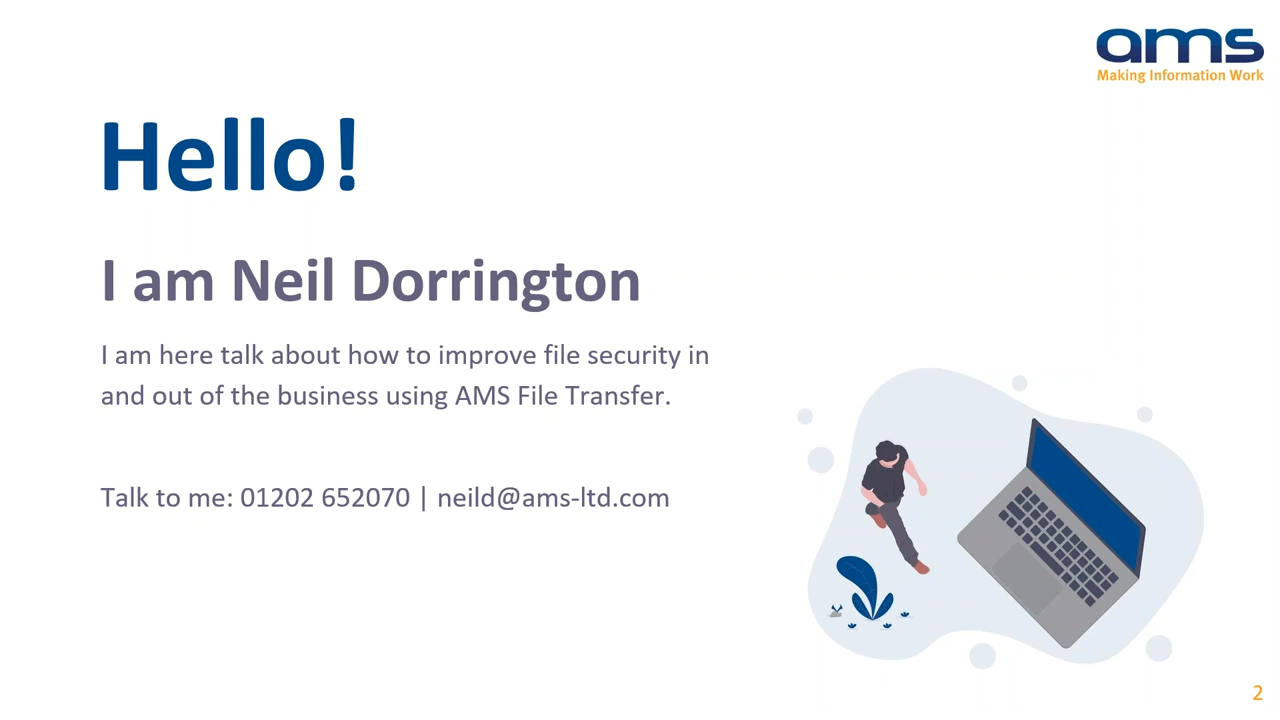 ams
Making Information Work
Hello!
I am Neil Dorrington
I am here talk about how to improve file security in
and out of the business using AMS File Transfer.
Talk to me: 01202 652070 | neild@ams-ltd.com
2